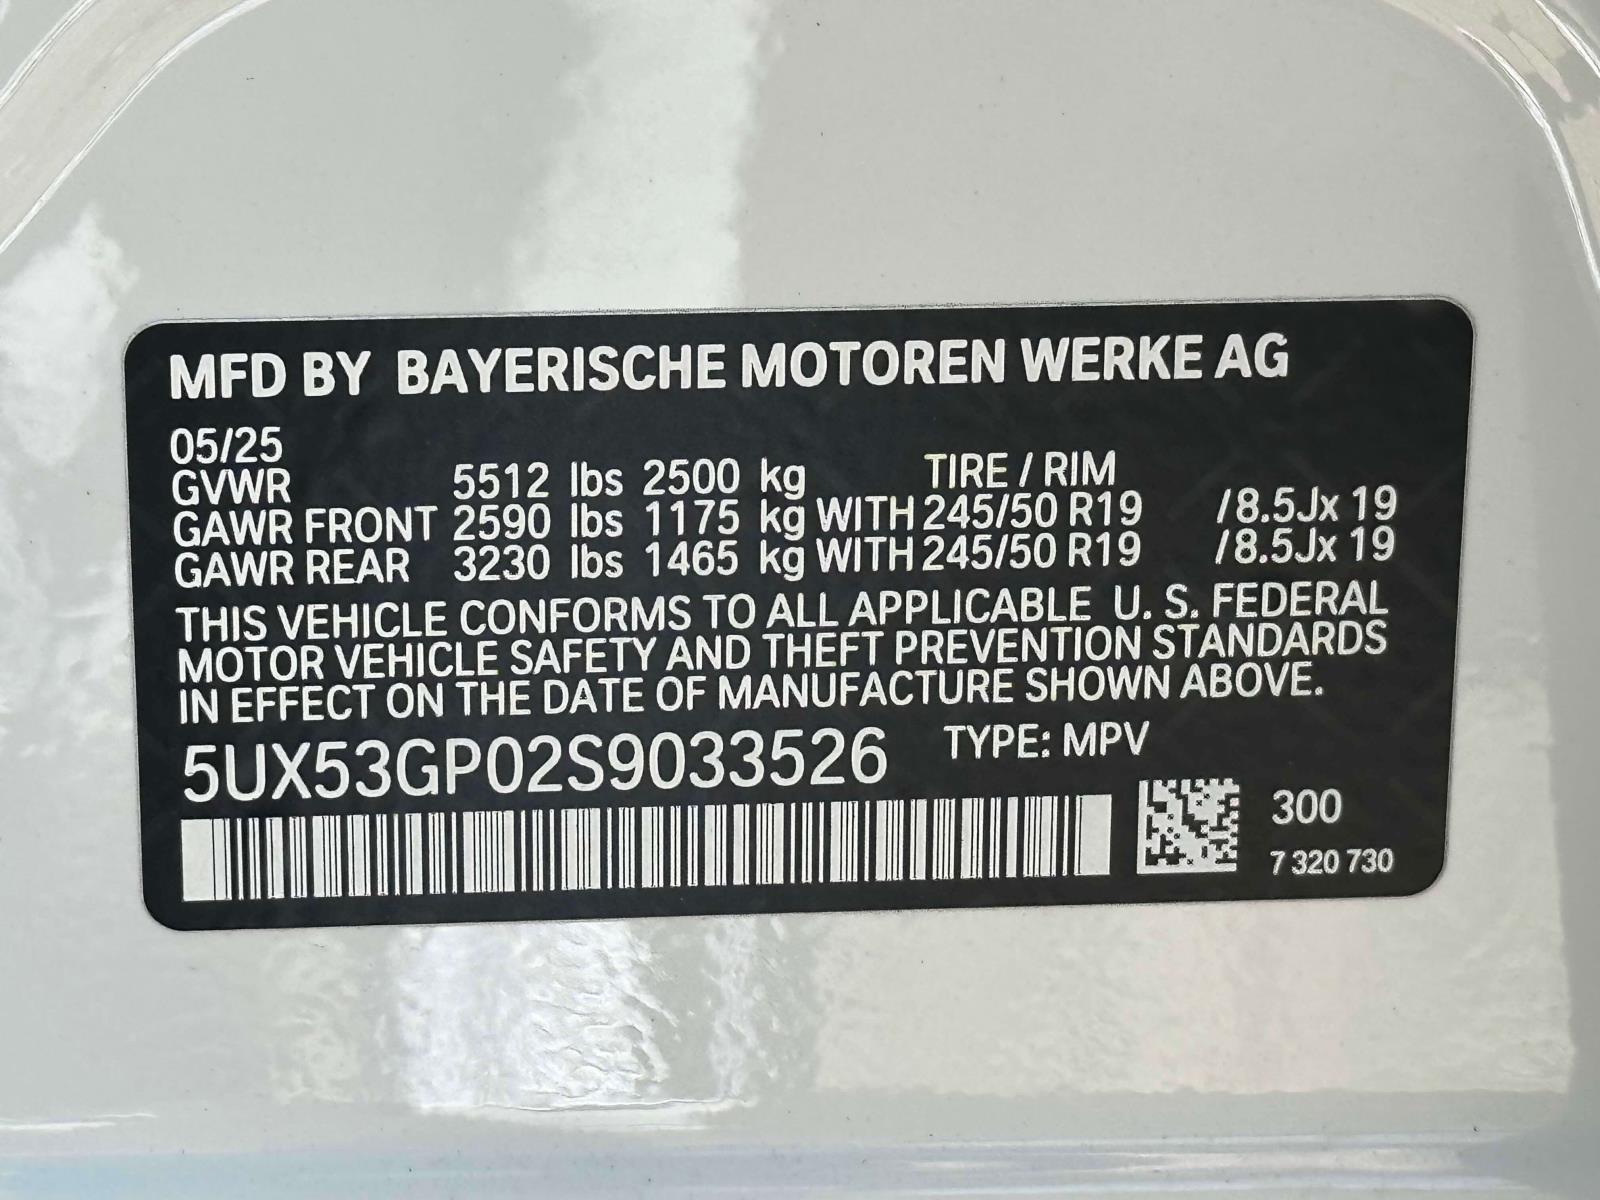 MFD BY BAYERISCHE MOTOREN WERKE AG
05/25
GVWR 5512 lbs 2500 kg TIRE / RIM
GAWR FRONT 2590 lbs 1175 kg WITH 245/50 R19 /8.5Jx 19
GAWR REAR 3230 lbs 1465 kg WITH 245/50 R19 /8.5Jx 19
THIS VEHICLE CONFORMS TO ALL APPLICABLE U. S. FEDERAL
MOTOR VEHICLE SAFETY AND THEFT PREVENTION STANDARDS
IN EFFECT ON THE DATE OF MANUFACTURE SHOWN ABOVE.
5UX53GP02S9033526 TYPE: MPV
300
7 320 730